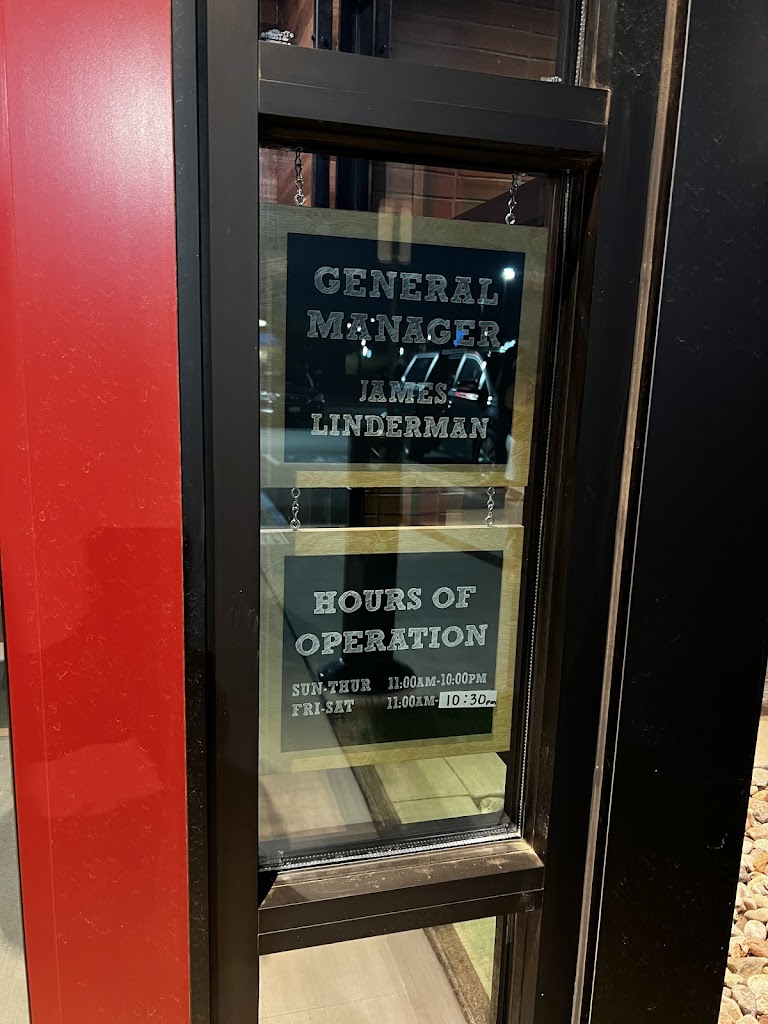 GENERAL
MANAGER
JAMES
LINDERMAN
HOURS OF
OPERATION
SUN-THUR 11:00AM-10:00PM
FRI-SAT 11:00AM-10:30PM